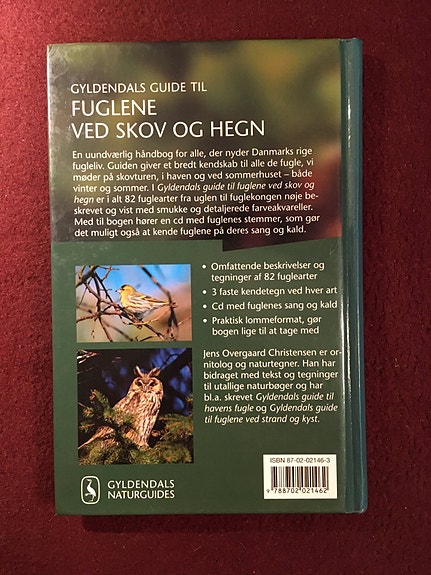 GYLDENDALS GUIDE TIL
FUGLENE
VED SKOV OG HEGN
En uundværlig håndbog for alle, der nyder Danmarks rige
fugleliv. Guiden giver et bredt kendskab til alle de fugle, vi
møder på skovturen, i haven og ved sommerhuset – både
vinter og sommer. I Gyldendals guide til fuglene ved skov og
hegn er i alt 82 fuglearter fra uglen til fuglekongen nøje be-
skrevet og vist med smukke og detaljerede farveakvareller.
Med til bogen hører en cd med fuglenes stemmer, som gør
det muligt også at kende fuglene på deres sang og kald.
• Omfattende beskrivelser og
tegninger af 82 fuglearter
• 3 faste kendetegn ved hver art
• Cd med fuglenes sang og kald
• Praktisk lommeformat, gør
bogen lige til at tage med
Jens Overgaard Christensen er or-
nitolog og naturtegner. Han har
bidraget med tekst og tegninger
til utallige naturbøger og har
bl.a. skrevet Gyldendals guide til
havens fugle og Gyldendals guide
til fuglene ved strand og kyst.
ISBN 87-02-02146-3
9 788702 021462
GYLDENDALS
NATURGUIDES